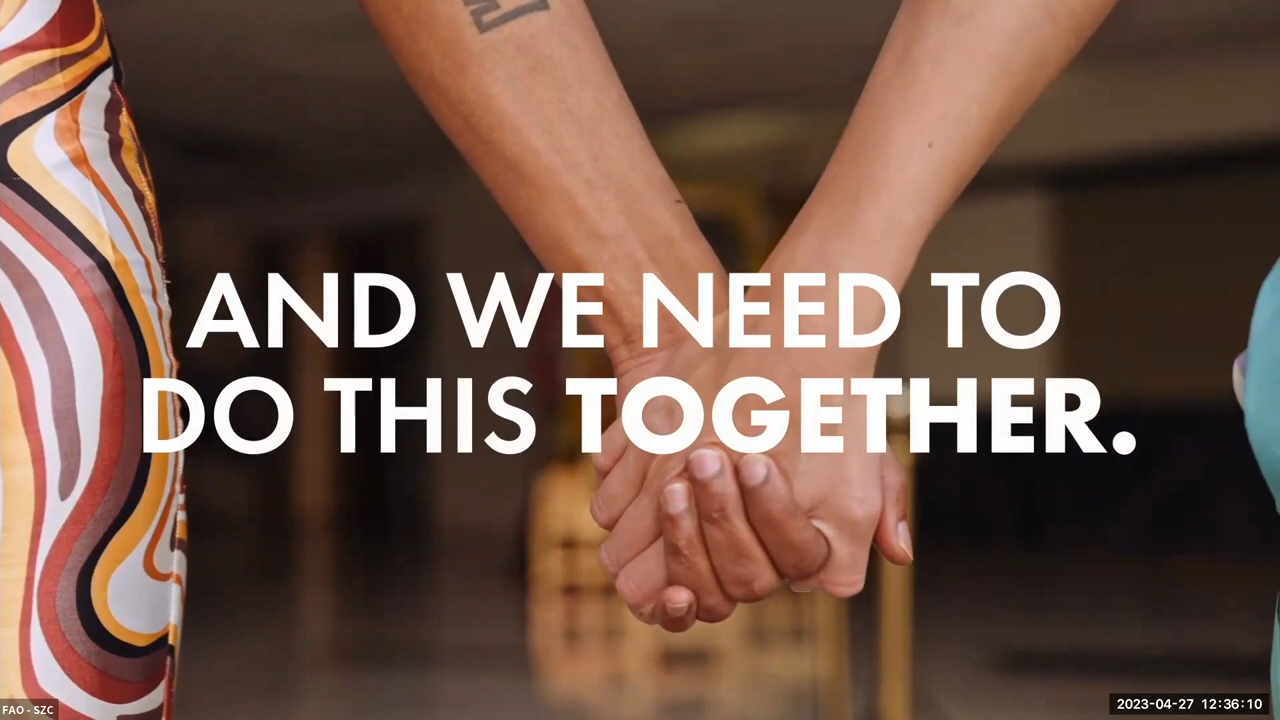 AND WE NEED TO
DO THIS TOGETHER.
FAO - SZC
2023-04-27 12:36:10